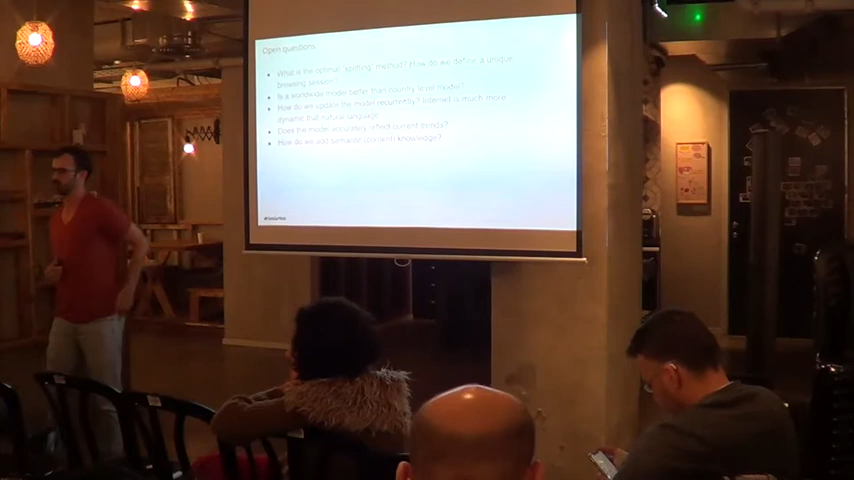 Open questions
What is the optimal "splitting" method? How do we define a unique
browsing session?
Is a worldwide model better than country level model?
How do we update the model recurrently? Internet is much more
dynamic that natural language
Does the model accurately reflect current trends?
How do we add semantic (content) knowledge?